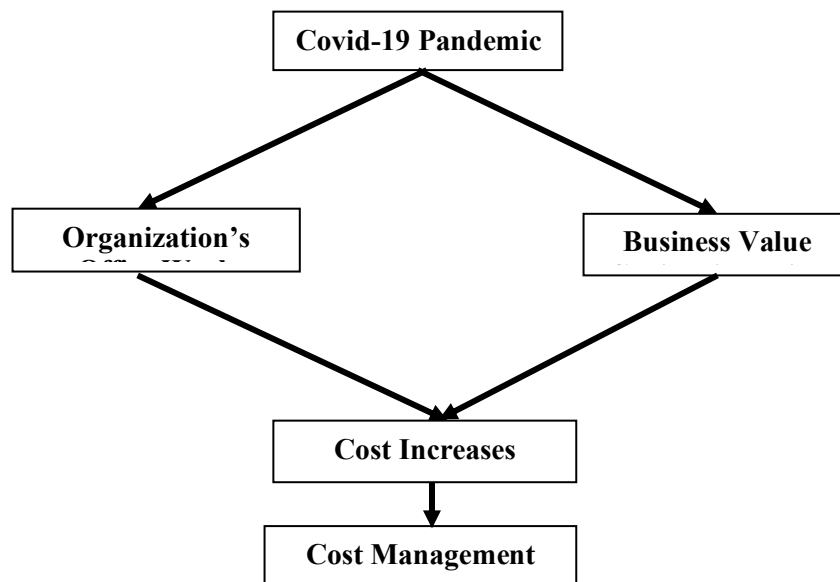 Covid-19 Pandemic
Organization’s
Business Value
Cost Increases
Cost Management